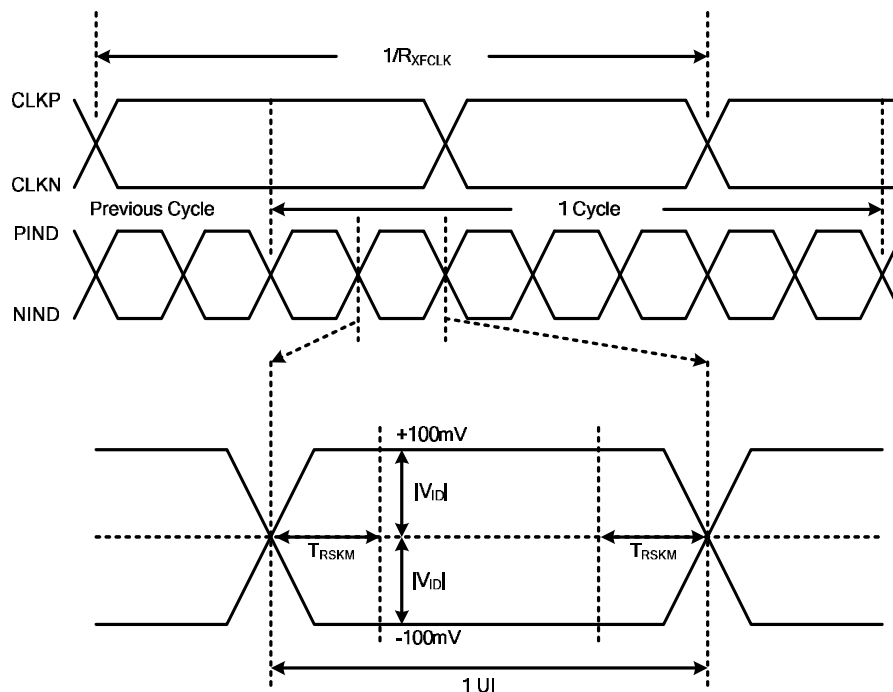 1/RXFCLK
CLKP
CLKN
Previous Cycle
1 Cycle
PIND
NIND
+100mV
|VID|
TRSKM
TRSKM
|VID|
-100mV
1 UI